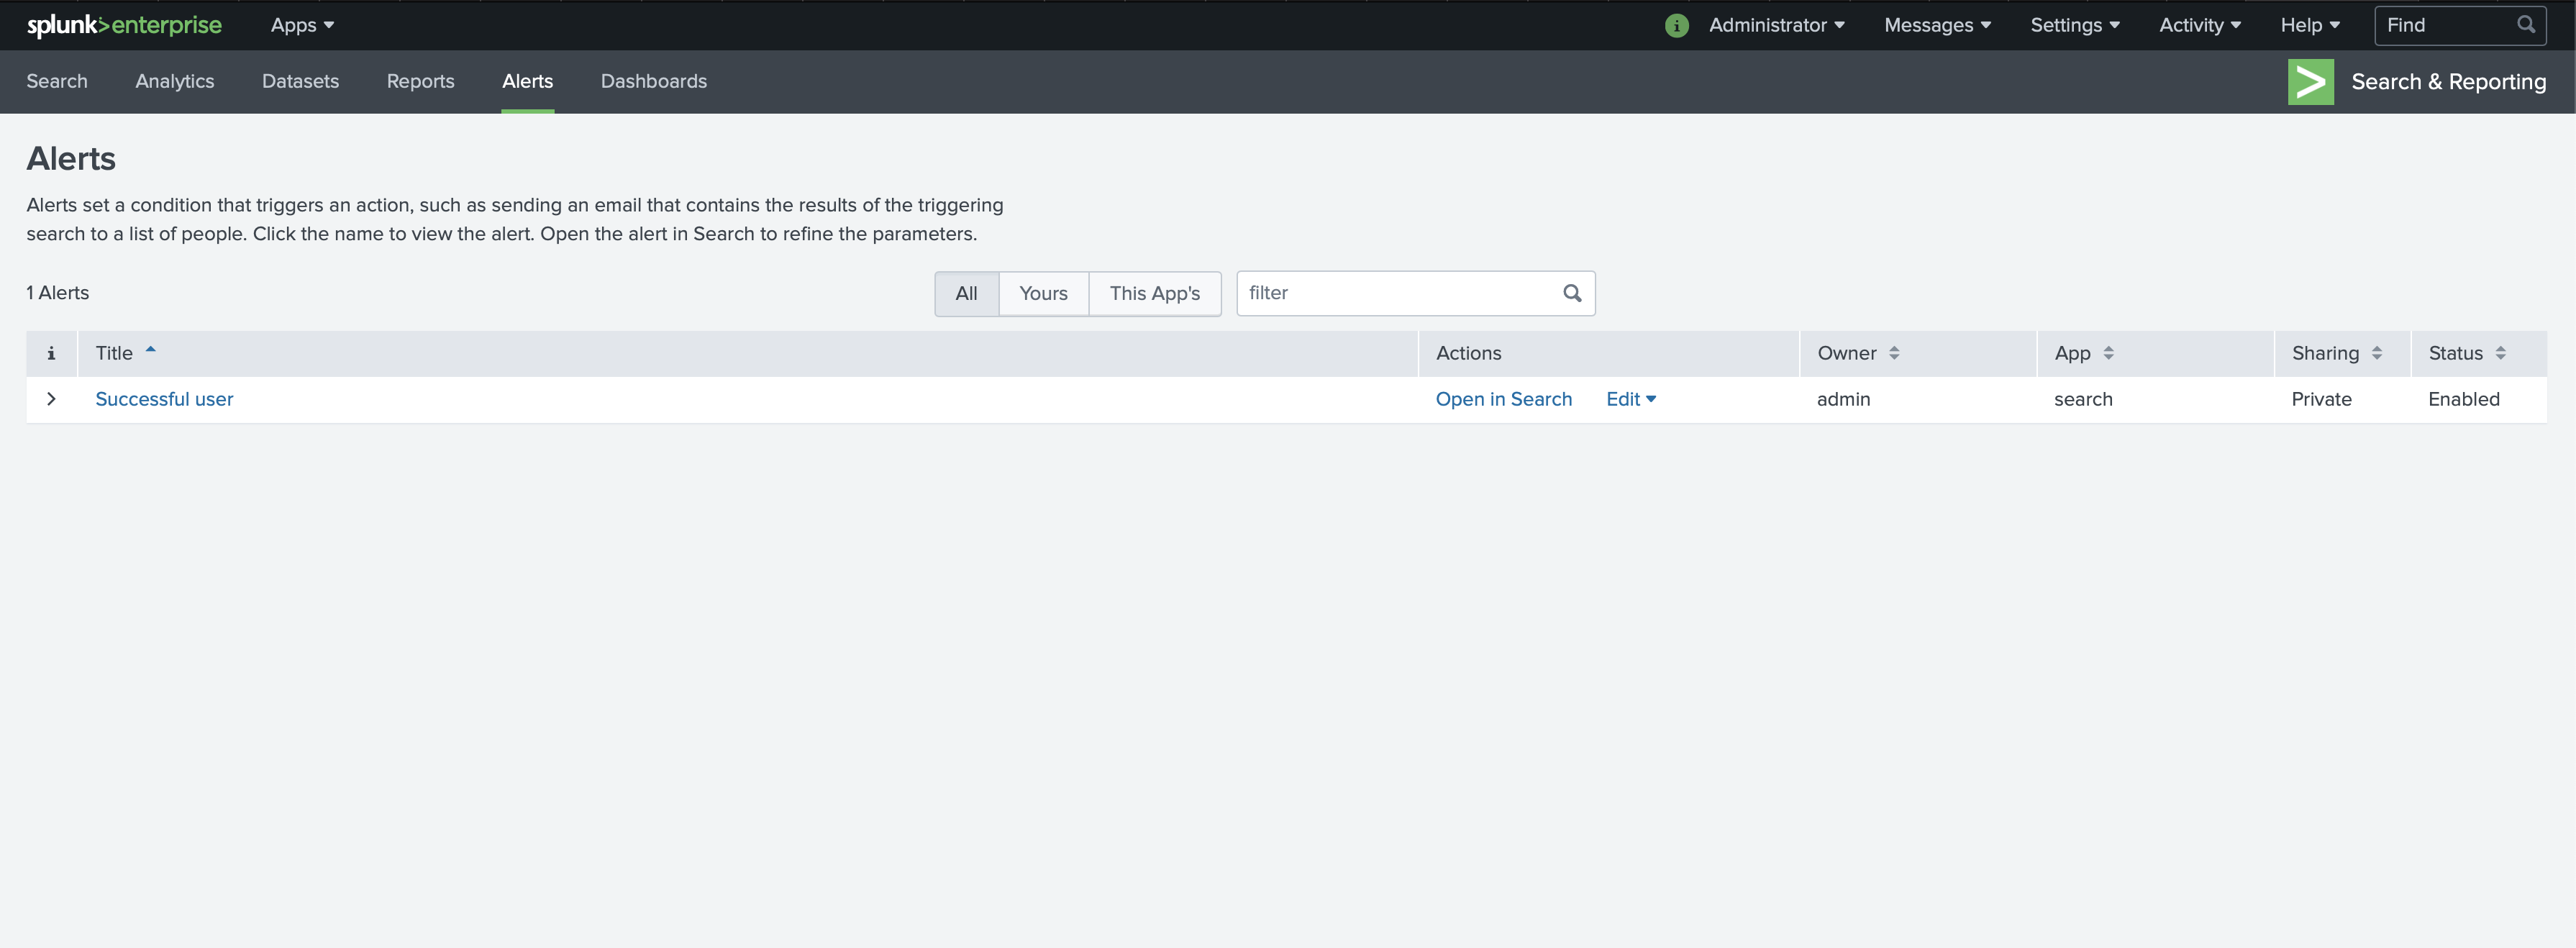 splunk>enterprise Apps Administrator Messages Settings Activity Help Find
Search Analytics Datasets Reports Alerts Dashboards Search & Reporting
Alerts
Alerts set a condition that triggers an action, such as sending an email that contains the results of the triggering
search to a list of people. Click the name to view the alert. Open the alert in Search to refine the parameters.
1 Alerts All Yours This App's filter
i Title Actions Owner App Sharing Status
Successful user Open in Search Edit admin search Private Enabled